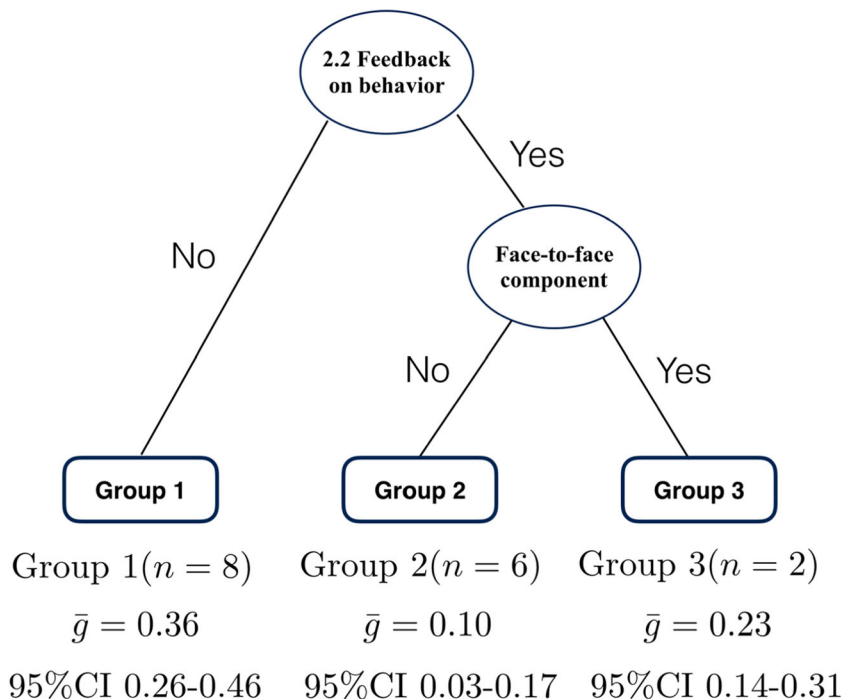 2.2 Feedback
on behavior
Yes
No
Face-to-face
component
No
Yes
Group 1
Group 2
Group 3
Group 1(n = 8)
Group 2(n = 6)
Group 3(n = 2)
ḡ = 0.36
ḡ = 0.10
ḡ = 0.23
95%CI 0.26-0.46
95%CI 0.03-0.17
95%CI 0.14-0.31